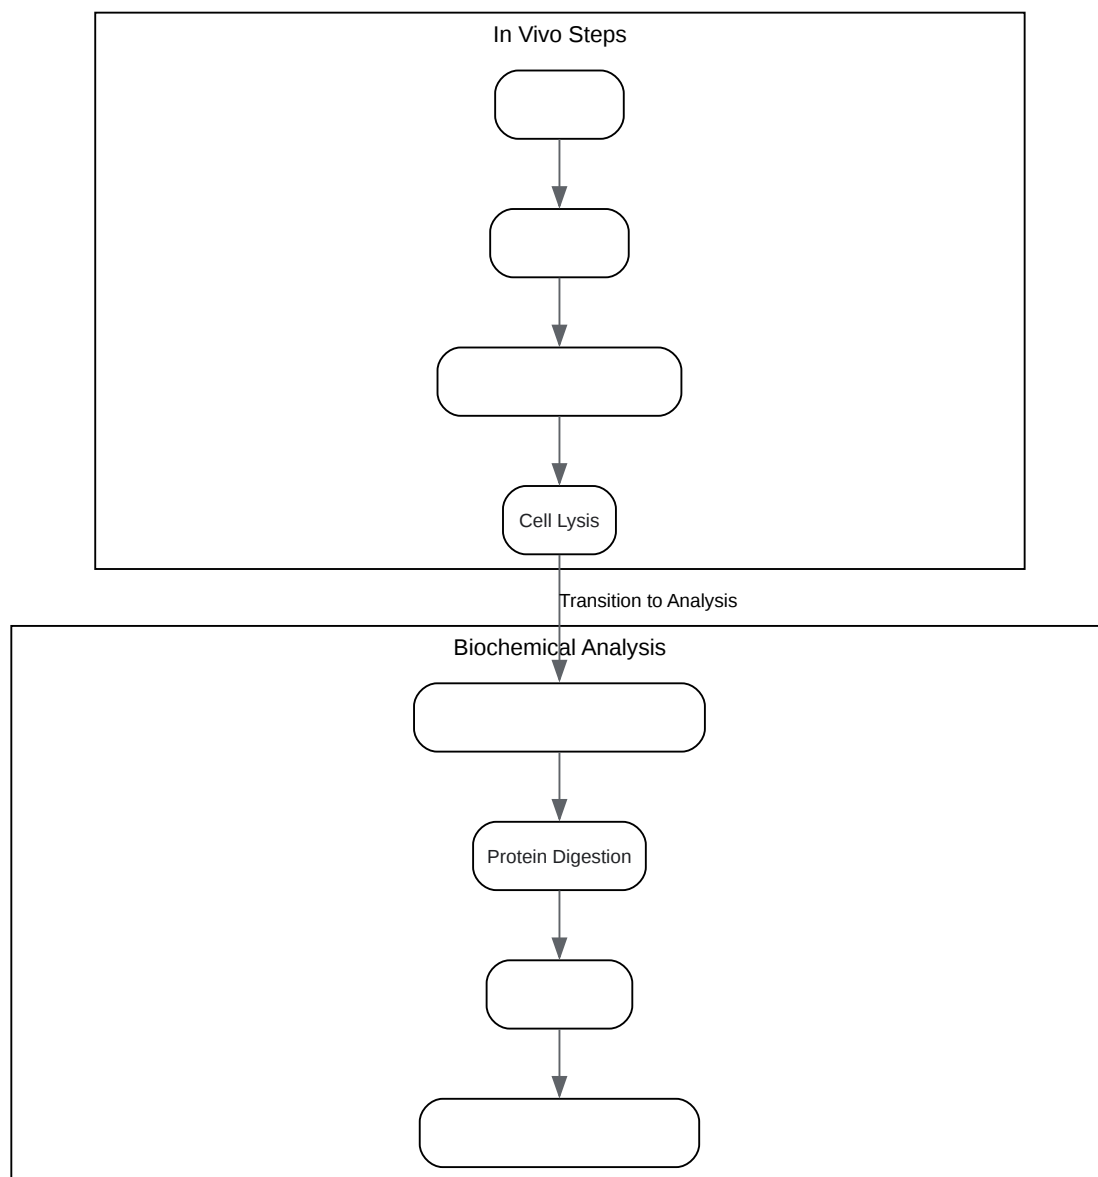 In Vivo Steps
Cell Lysis
Transition to Analysis
Biochemical Analysis
Protein Digestion